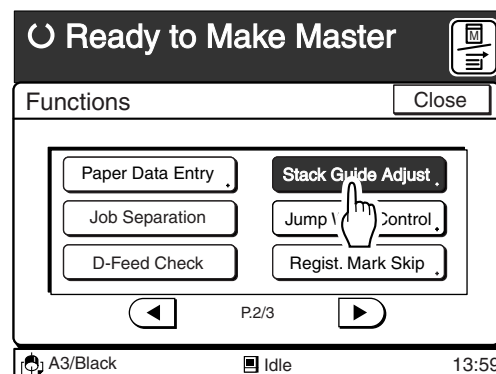 Ready to Make Master
M
Functions
Close
Paper Data Entry
Stack Guide Adjust
Job Separation
Jump Control
D-Feed Check
Regist. Mark Skip
P.2/3
A3/Black
Idle
13:59